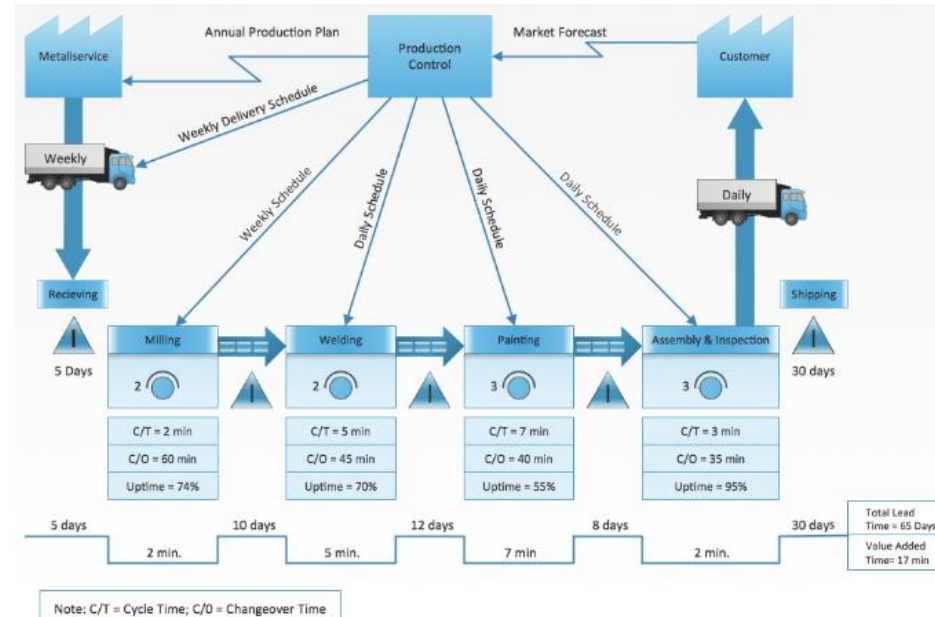 Metallservice
Annual Production Plan
Production
Control
Market Forecast
Customer
Weekly Delivery Schedule
Weekly
Weekly Schedule
Daily Schedule
Daily Schedule
Daily Schedule
Daily
Recieving
Shipping
5 Days
Milling
Welding
Painting
Assembly & Inspection
30 days
2
2
3
3
C/T = 2 min
C/T = 5 min
C/T = 7 min
C/T = 3 min
C/O = 60 min
C/O = 45 min
C/O = 40 min
C/O = 35 min
Uptime = 74%
Uptime = 70%
Uptime = 55%
Uptime = 95%
5 days
10 days
12 days
8 days
30 days
2 min.
5 min.
7 min
2 min.
Total Lead
Time = 65 Days
Value Added
Time= 17 min
Note: C/T = Cycle Time; C/0 = Changeover Time